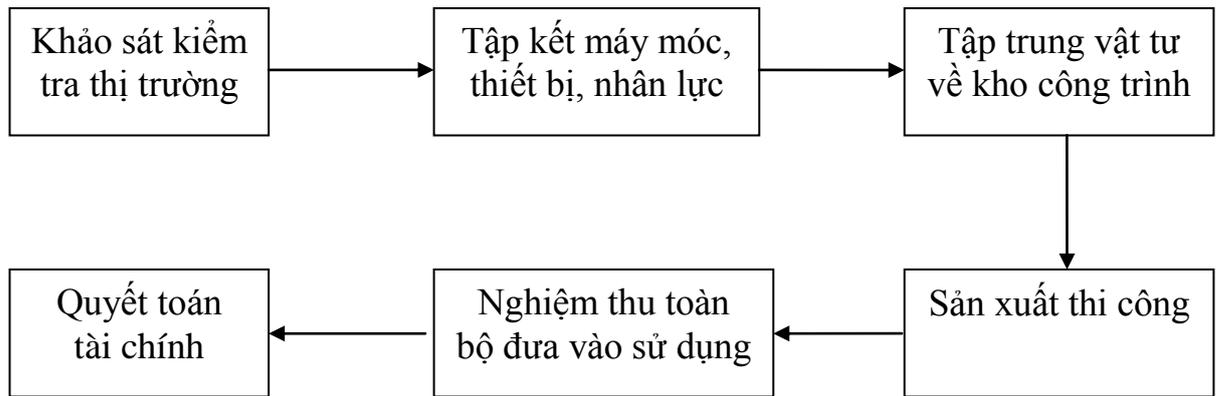 Khảo sát kiểm
tra thị trường
Tập kết máy móc,
thiết bị, nhân lực
Tập trung vật tư
về kho công trình
Sản xuất thi công
Nghiệm thu toàn
bộ đưa vào sử dụng
Quyết toán
tài chính